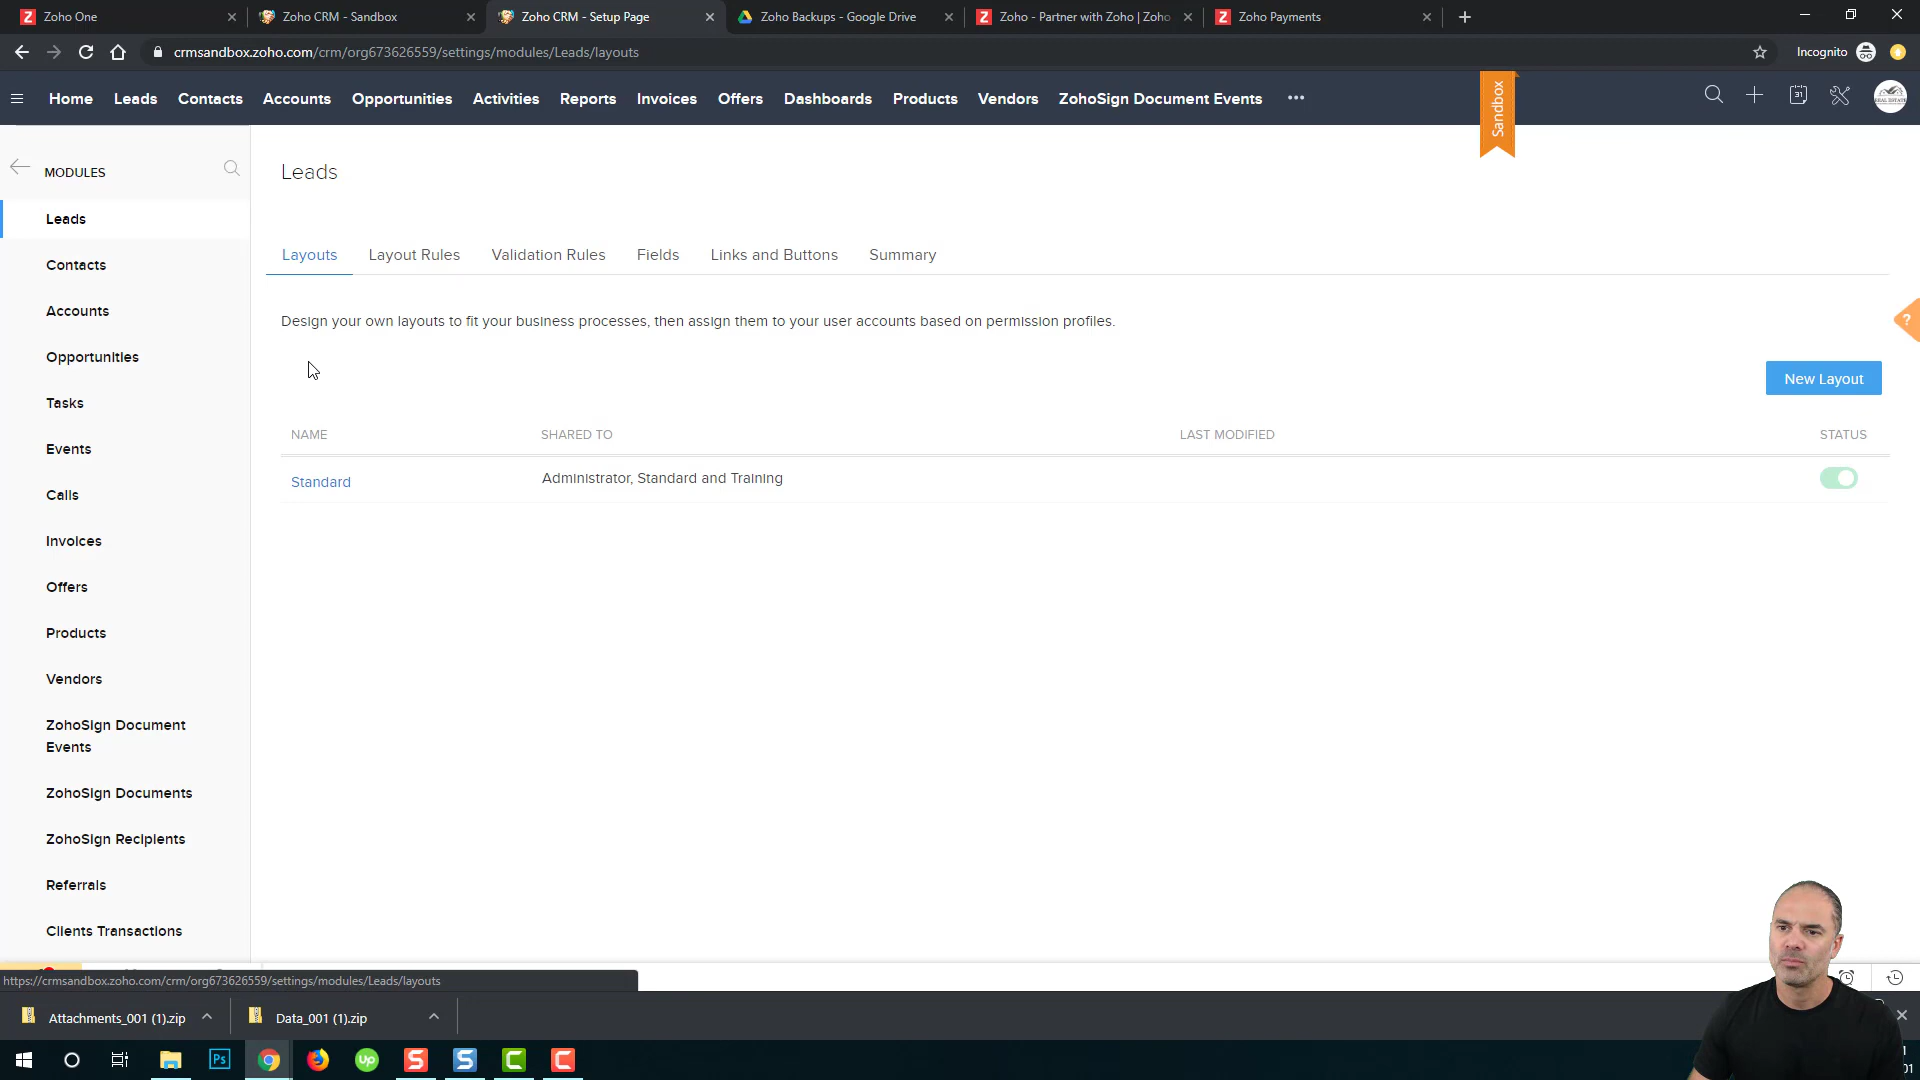 Zoho One
Zoho CRM - Sandbox
Zoho CRM - Setup Page
Zoho Backups - Google Drive
Zoho - Partner with Zoho | Zoho
Zoho Payments
crmsandbox.zoho.com/crm/org673626559/settings/modules/Leads/layouts
Incognito
Home
Leads
Contacts
Accounts
Opportunities
Activities
Reports
Invoices
Offers
Dashboards
Products
Vendors
ZohoSign Document Events
Sandbox
31
MODULES
Leads
Contacts
Accounts
Opportunities
Tasks
Events
Calls
Invoices
Offers
Products
Vendors
ZohoSign Document
Events
ZohoSign Documents
ZohoSign Recipients
Referrals
Clients Transactions
Leads
Layouts
Layout Rules
Validation Rules
Fields
Links and Buttons
Summary
Design your own layouts to fit your business processes, then assign them to your user accounts based on permission profiles.
?
New Layout
NAME
SHARED TO
LAST MODIFIED
STATUS
Standard
Administrator, Standard and Training
https://crmsandbox.zoho.com/crm/org673626559/settings/modules/Leads/layouts
Attachments_001 (1).zip
Data_001 (1).zip
Ps
Up
S
S
C
C